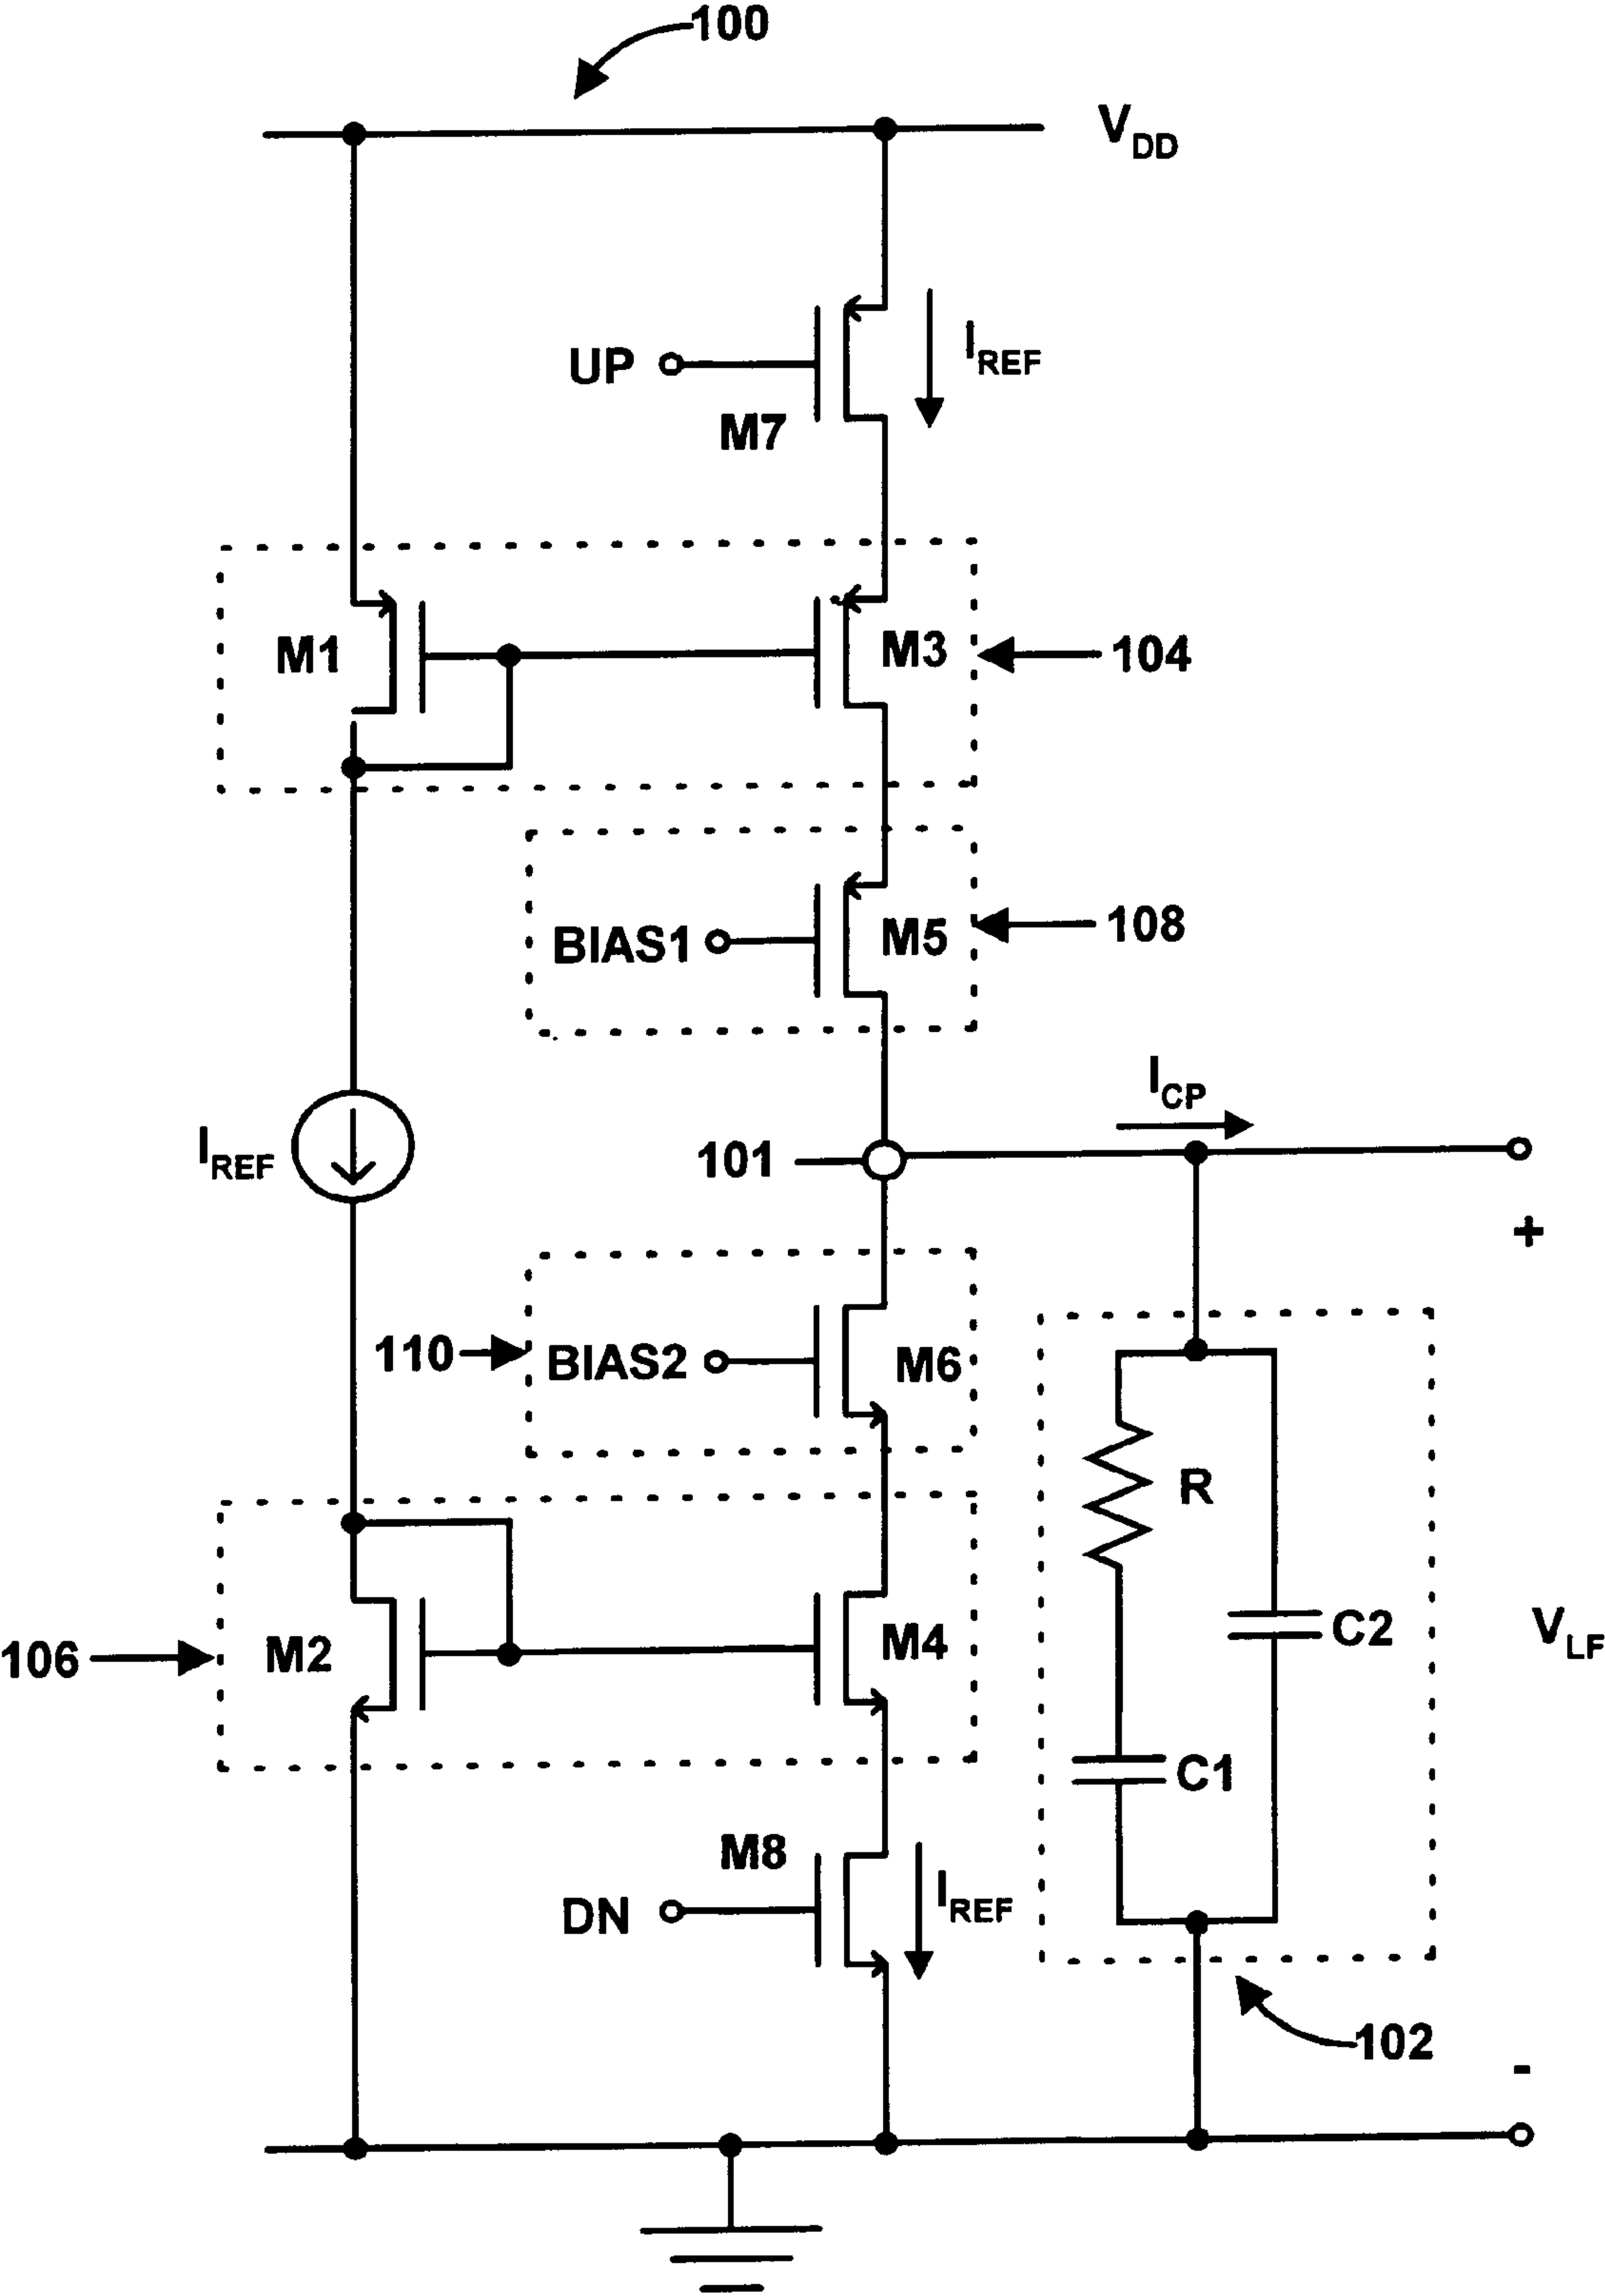 100
VDD
UP
IREF
M7
M1
M3
104
BIAS1
M5
108
ICP
IREF
101
+
110
BIAS2
M6
R
106
M2
M4
C2
VLF
C1
M8
DN
IREF
102
-